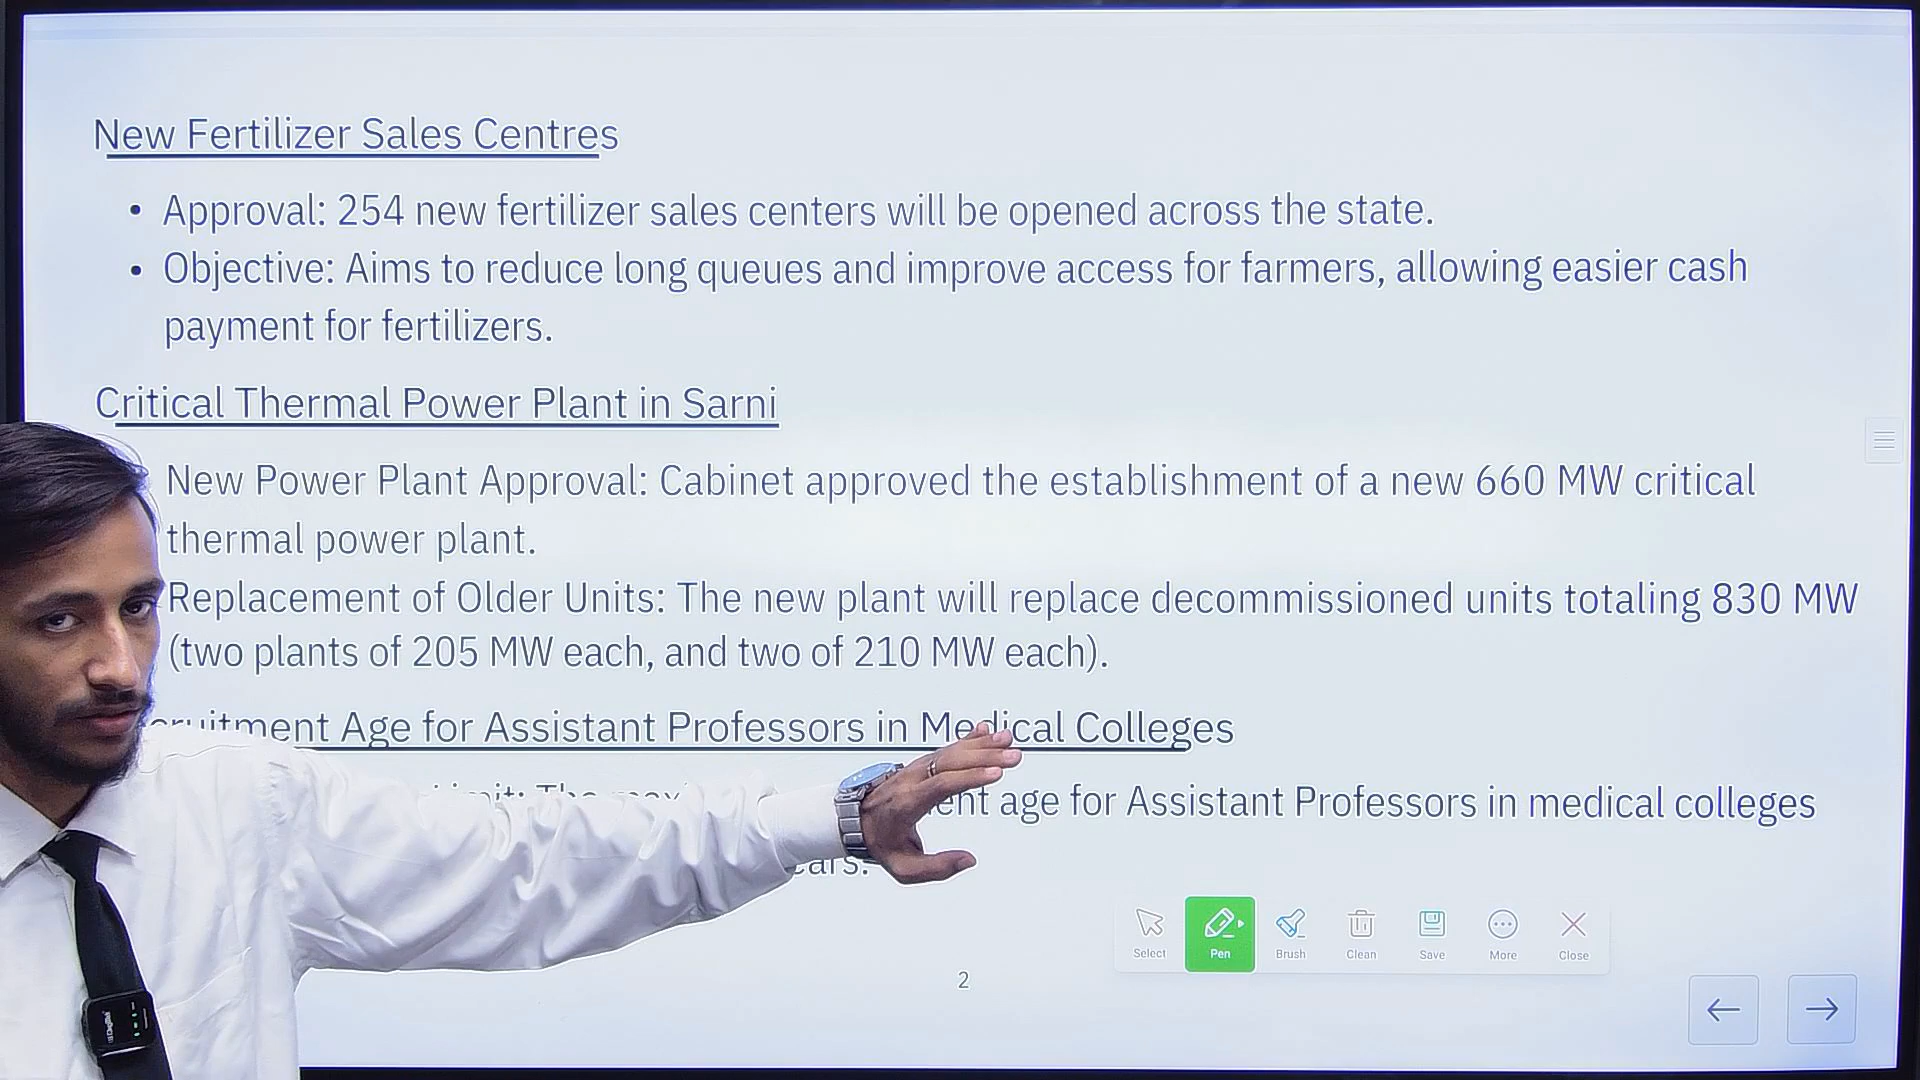 New Fertilizer Sales Centres
• Approval: 254 new fertilizer sales centers will be opened across the state.
• Objective: Aims to reduce long queues and improve access for farmers, allowing easier cash
payment for fertilizers.
Critical Thermal Power Plant in Sarni
New Power Plant Approval: Cabinet approved the establishment of a new 660 MW critical
thermal power plant.
Replacement of Older Units: The new plant will replace decommissioned units totaling 830 MW
(two plants of 205 MW each, and two of 210 MW each).
Age for Assistant Professors in Medical Colleges
age for Assistant Professors in medical colleges
Select Pen Brush Clean Save More Close
2